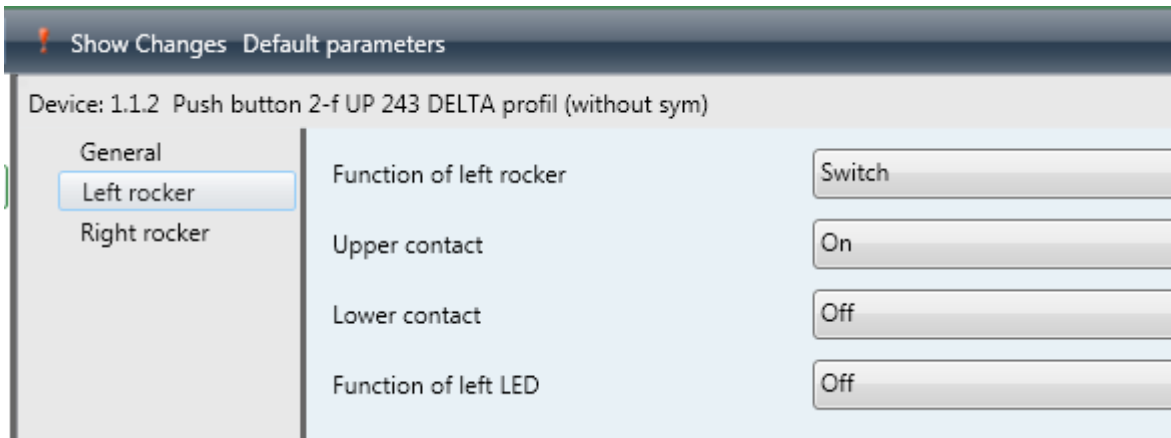 Show Changes Default parameters
Device: 1.1.2 Push button 2-f UP 243 DELTA profil (without sym)
General
Left rocker
Right rocker
Function of left rocker Switch
Upper contact On
Lower contact Off
Function of left LED Off